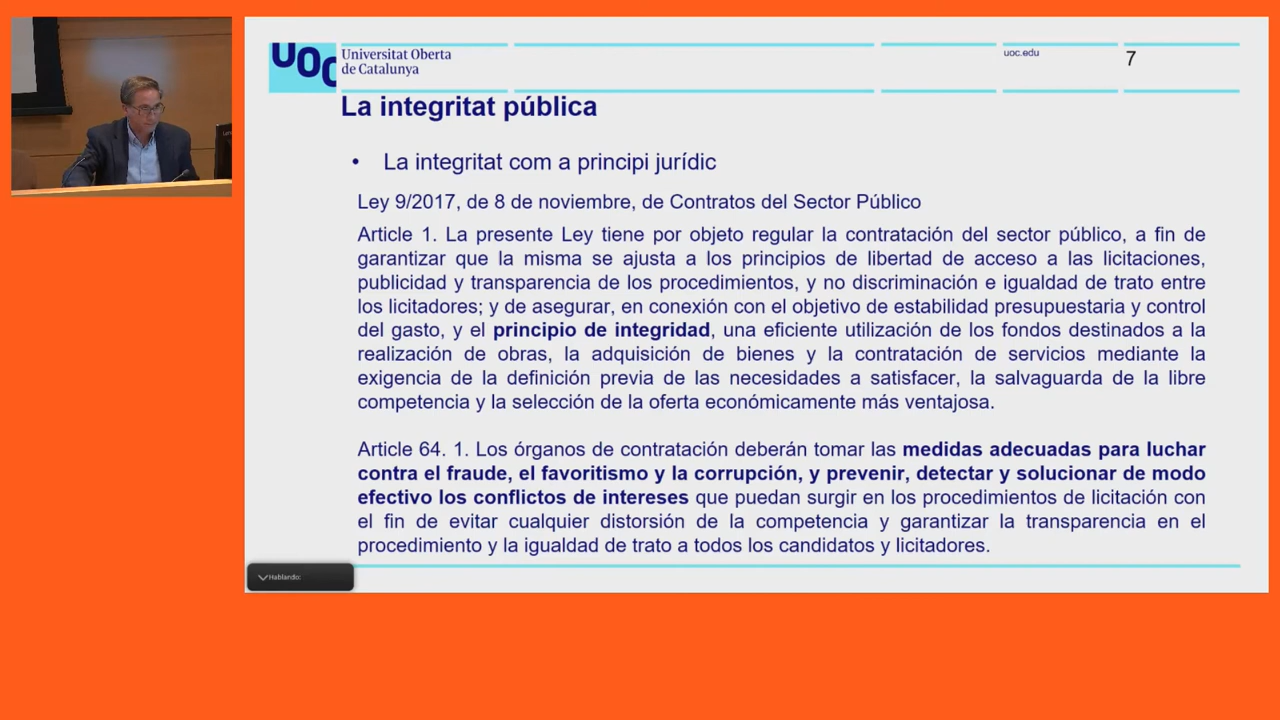 UOC
Universitat Oberta
de Catalunya
uoc.edu
7
La integritat pública
• La integritat com a principi jurídic
Ley 9/2017, de 8 de noviembre, de Contratos del Sector Público
Article 1. La presente Ley tiene por objeto regular la contratación del sector público, a fin de
garantizar que la misma se ajusta a los principios de libertad de acceso a las licitaciones,
publicidad y transparencia de los procedimientos, y no discriminación e igualdad de trato entre
los licitadores; y de asegurar, en conexión con el objetivo de estabilidad presupuestaria y control
del gasto, y el principio de integridad, una eficiente utilización de los fondos destinados a la
realización de obras, la adquisición de bienes y la contratación de servicios mediante la
exigencia de la definición previa de las necesidades a satisfacer, la salvaguarda de la libre
competencia y la selección de la oferta económicamente más ventajosa.
Article 64. 1. Los órganos de contratación deberán tomar las medidas adecuadas para luchar
contra el fraude, el favoritismo y la corrupción, y prevenir, detectar y solucionar de modo
efectivo los conflictos de intereses que puedan surgir en los procedimientos de licitación con
el fin de evitar cualquier distorsión de la competencia y garantizar la transparencia en el
procedimiento y la igualdad de trato a todos los candidatos y licitadores.
Hablando: